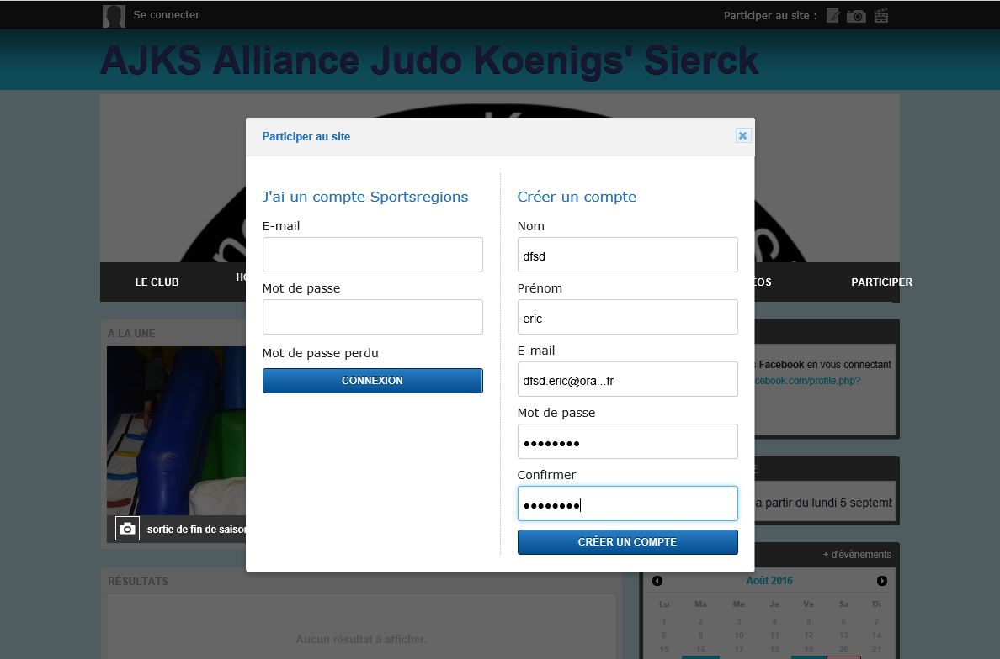 Se connecter
Participer au site :
AJKS Alliance Judo Koenigs' Sierck
Participer au site
J'ai un compte Sportsregions
E-mail
Mot de passe
Mot de passe perdu
CONNEXION
Créer un compte
Nom
dfsd
Prénom
eric
E-mail
dfsd.eric@ora...fr
Mot de passe
●●●●●●●●
Confirmer
●●●●●●●●
CRÉER UN COMPTE
LE CLUB
PARTICIPER
A LA UNE
sortie de fin de saison
RÉSULTATS
Aucun résultat à afficher.
Facebook en vous connectant
cebook.com/profile.php?
a partir du lundi 5 septemb
+ d'évènements
Août 2016
Lu Ma Me Je Ve Sa Di
1 2 3 4 5 6 7
8 9 10 11 12 13 14
15 16 17 18 19 20 21